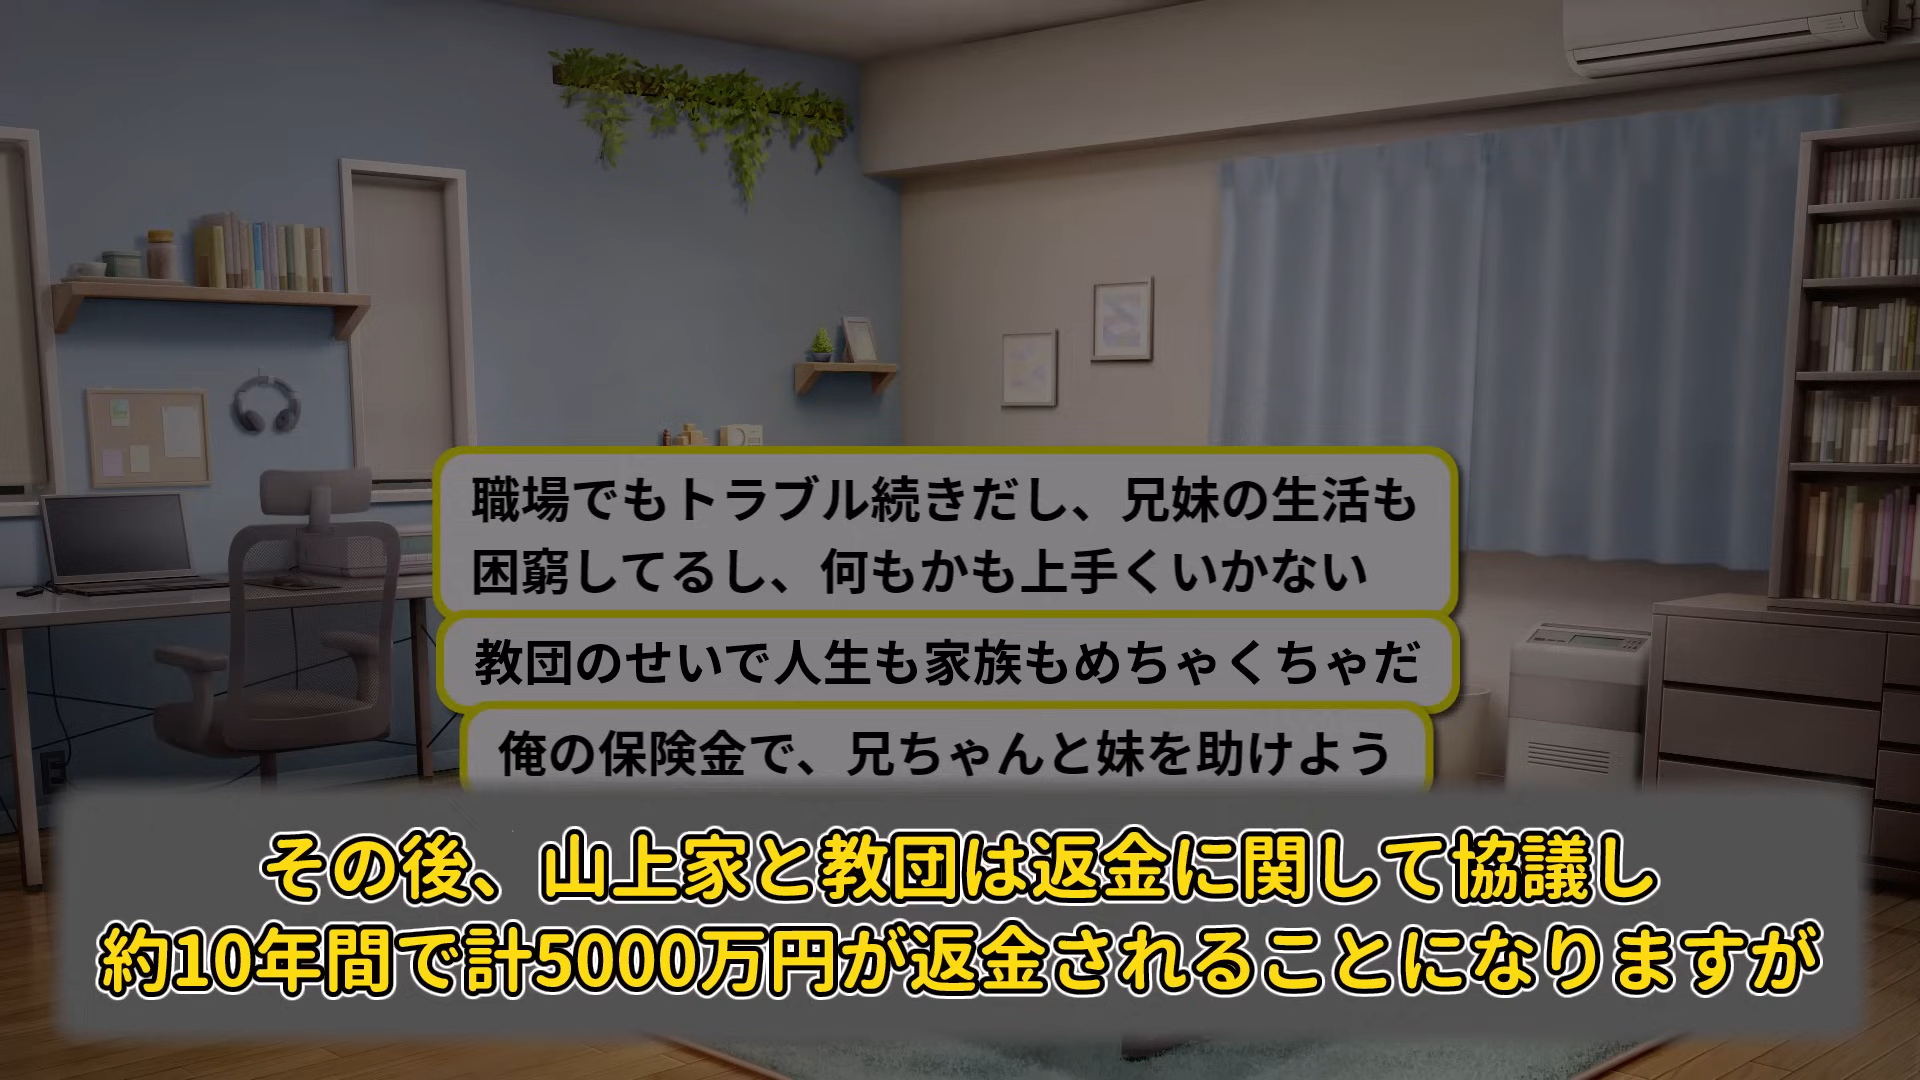 職場でもトラブル続きだし、兄妹の生活も
困窮してるし、何もかも上手くいかない
教団のせいで人生も家族もめちゃくちゃだ
俺の保険金で、兄ちゃんと妹を助けよう
その後、山上家と教団は返金に関して協議し
約10年間で計5000万円が返金されることになりますが